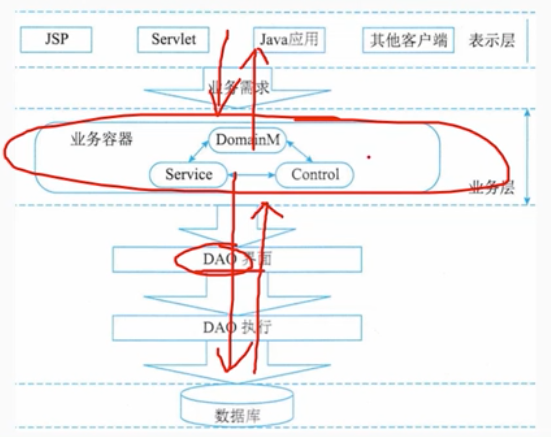 JSP Servlet Java应用 其他客户端 表示层
业务需求
业务容器
DomainM
Service Control
业务层
DAO 界面
DAO 执行
数据库